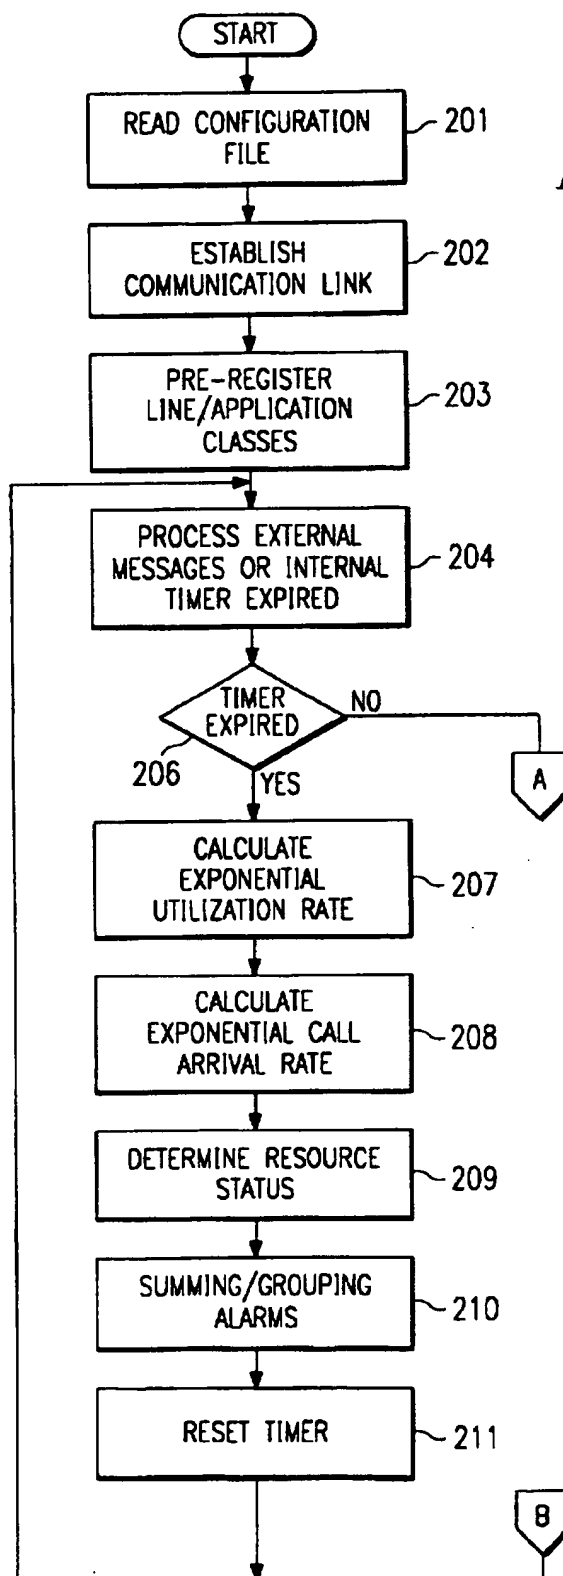 START
READ CONFIGURATION
FILE
201
ESTABLISH
COMMUNICATION LINK
202
PRE-REGISTER
LINE/APPLICATION
CLASSES
203
PROCESS EXTERNAL
MESSAGES OR INTERNAL
TIMER EXPIRED
204
TIMER
EXPIRED
NO
206
YES
A
CALCULATE
EXPONENTIAL
UTILIZATION RATE
207
CALCULATE
EXPONENTIAL CALL
ARRIVAL RATE
208
DETERMINE RESOURCE
STATUS
209
SUMMING/GROUPING
ALARMS
210
RESET TIMER
211
B